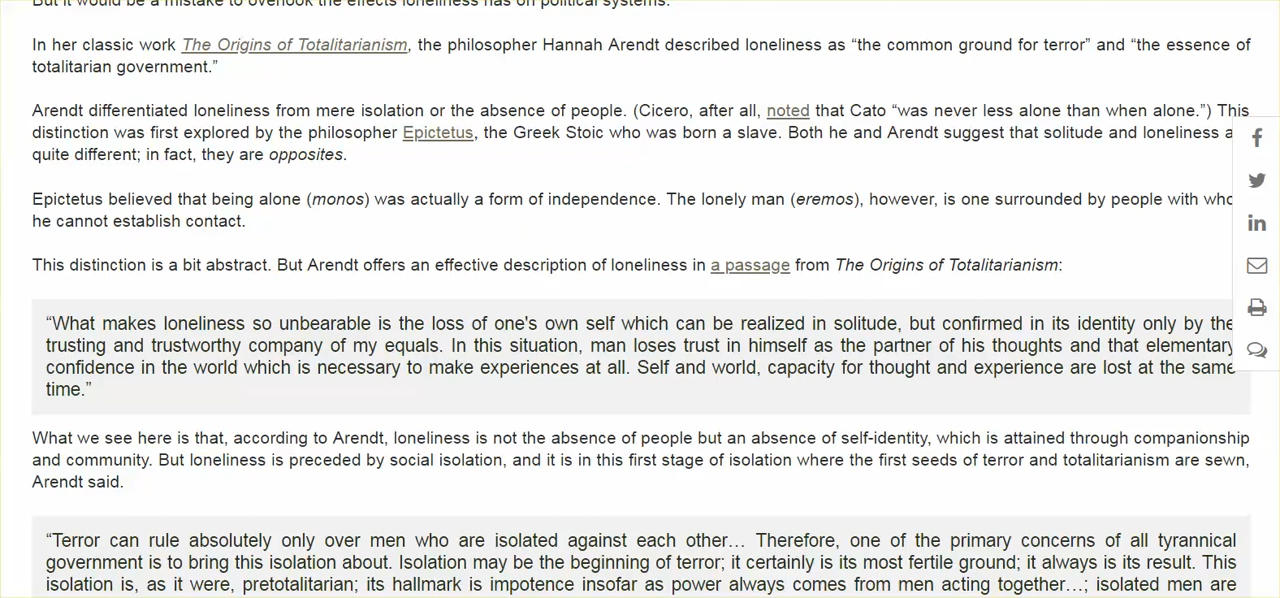 But it would be a mistake to overlook the effects loneliness has on political systems.
In her classic work The Origins of Totalitarianism, the philosopher Hannah Arendt described loneliness as “the common ground for terror” and “the essence of
totalitarian government.”
Arendt differentiated loneliness from mere isolation or the absence of people. (Cicero, after all, noted that Cato “was never less alone than when alone.”) This
distinction was first explored by the philosopher Epictetus, the Greek Stoic who was born a slave. Both he and Arendt suggest that solitude and loneliness a
quite different; in fact, they are opposites.
Epictetus believed that being alone (monos) was actually a form of independence. The lonely man (eremos), however, is one surrounded by people with who
he cannot establish contact.
This distinction is a bit abstract. But Arendt offers an effective description of loneliness in a passage from The Origins of Totalitarianism:
“What makes loneliness so unbearable is the loss of one's own self which can be realized in solitude, but confirmed in its identity only by the
trusting and trustworthy company of my equals. In this situation, man loses trust in himself as the partner of his thoughts and that elementary
confidence in the world which is necessary to make experiences at all. Self and world, capacity for thought and experience are lost at the same
time.”
What we see here is that, according to Arendt, loneliness is not the absence of people but an absence of self-identity, which is attained through companionship
and community. But loneliness is preceded by social isolation, and it is in this first stage of isolation where the first seeds of terror and totalitarianism are sewn,
Arendt said.
“Terror can rule absolutely only over men who are isolated against each other… Therefore, one of the primary concerns of all tyrannical
government is to bring this isolation about. Isolation may be the beginning of terror; it certainly is its most fertile ground; it always is its result. This
isolation is, as it were, pretotalitarian; its hallmark is impotence insofar as power always comes from men acting together…; isolated men are